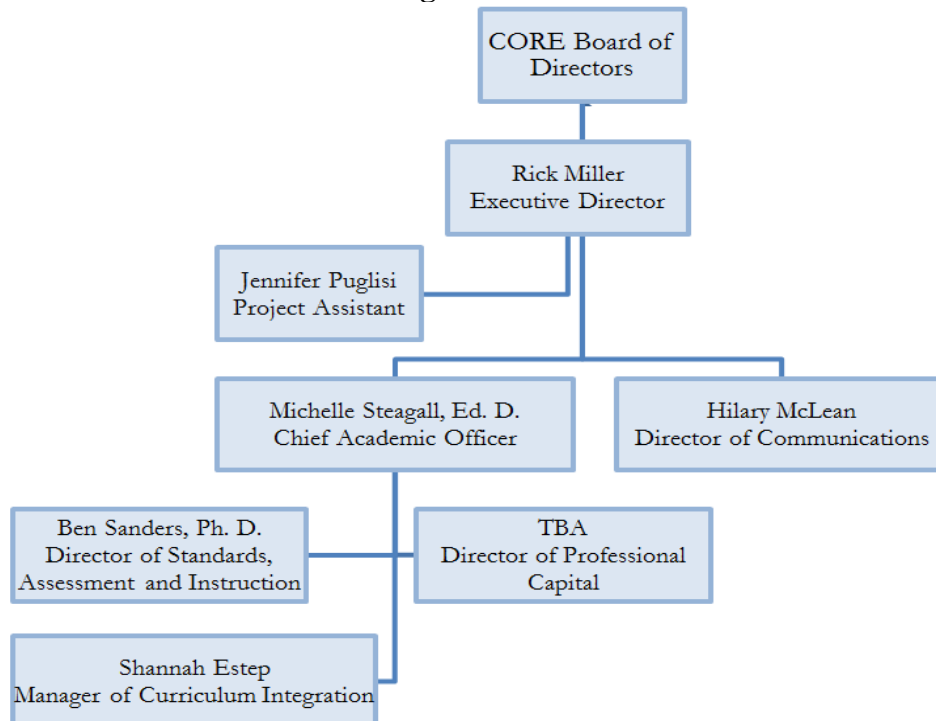 CORE Board of
Directors
Rick Miller
Executive Director
Jennifer Puglisi
Project Assistant
Michelle Steagall, Ed. D.
Chief Academic Officer
Hilary McLean
Director of Communications
Ben Sanders, Ph. D.
Director of Standards,
Assessment and Instruction
TBA
Director of Professional
Capital
Shannah Estep
Manager of Curriculum Integration